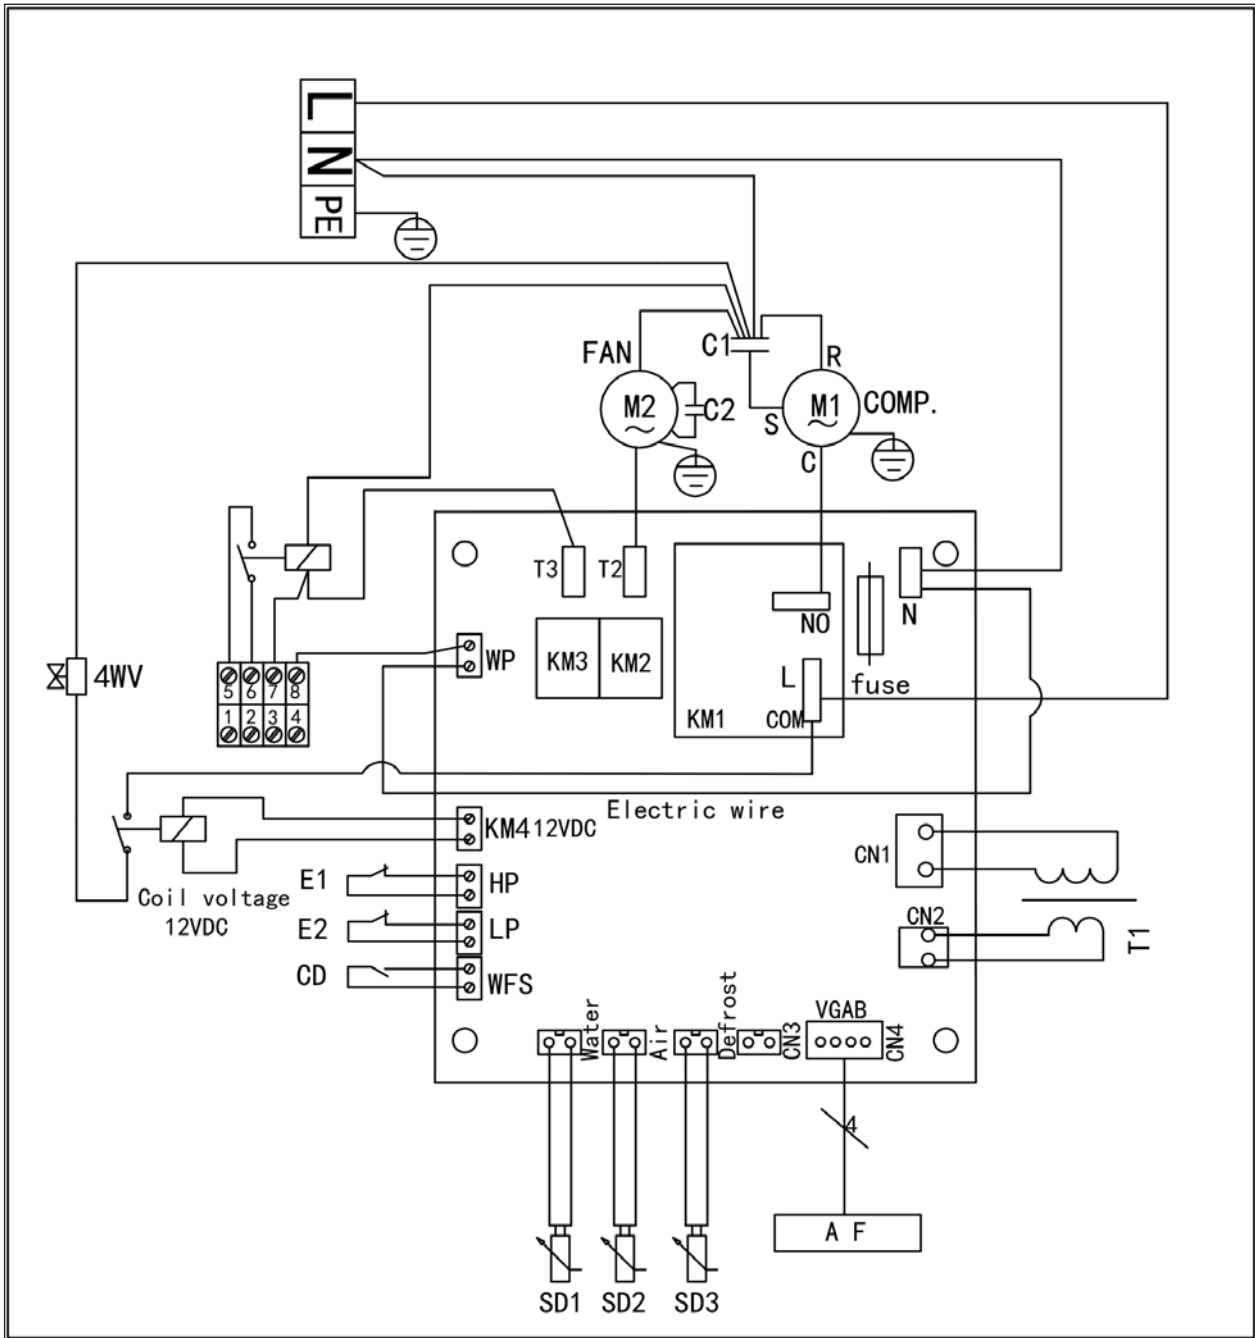 L
N
PE
C1
R
FAN
M2
C2
S
M1
COMP.
C
T3
T2
NO
N
WP
KM3
KM2
4WV
5 6 7 8
1 2 3 4
L
fuse
KM1
COM
Electric wire
KM4 12VDC
CN1
E1
HP
Coil voltage
12VDC
E2
LP
CN2
T1
CD
WFS
Water
Air
Defrost
CN3
VGAB
CN4
4
A F
SD1
SD2
SD3